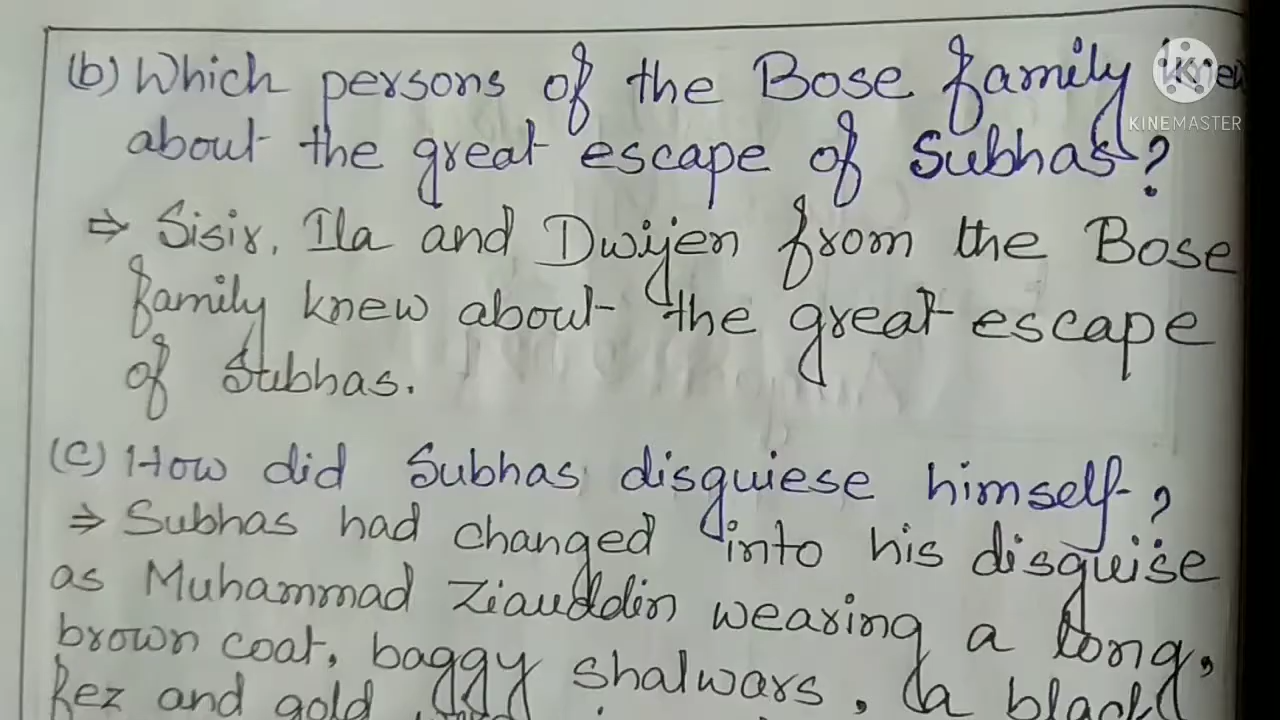 (b) Which persons of the Bose family knew
KINEMASTER
about the great escape of Subhas?
⇒ Sisir, Ila and Dwijen from the Bose
family knew about the great escape
of Subhas.
(c) How did Subhas disguiese himself?
⇒ Subhas had changed into his disguise
as Muhammad Ziauddin wearing a long,
brown coat, baggy shalwars, a black
fez and gold